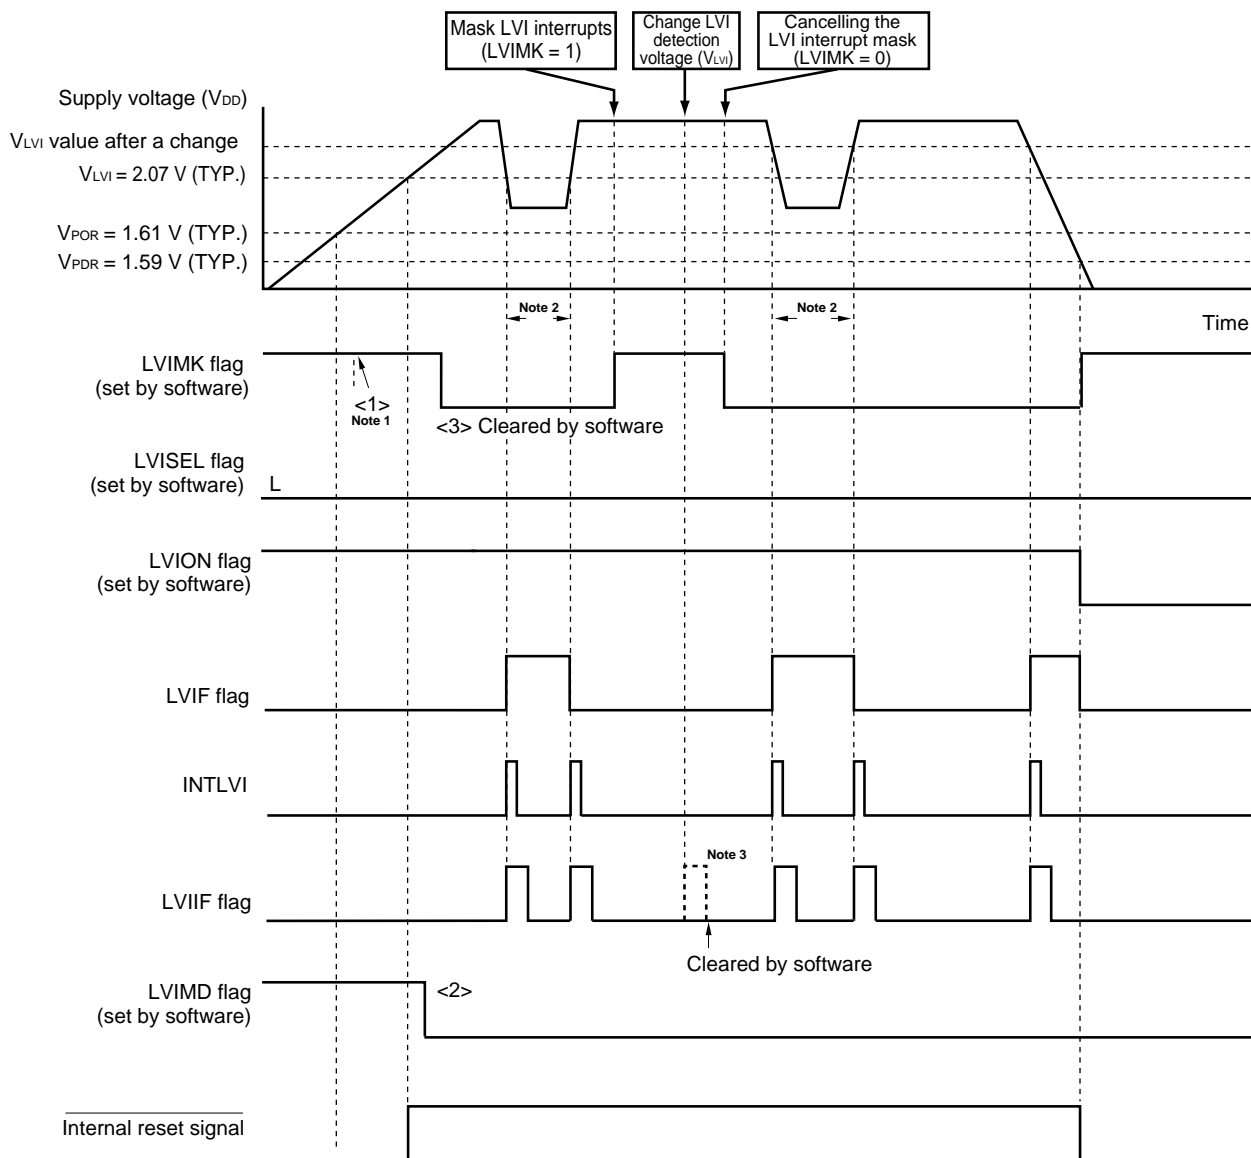 Mask LVI interrupts
(LVIMK = 1)
Change LVI
detection
voltage (VLVI)
Cancelling the
LVI interrupt mask
(LVIMK = 0)
Supply voltage (VDD)
VLVI value after a change
VLVI = 2.07 V (TYP.)
VPOR = 1.61 V (TYP.)
VPDR = 1.59 V (TYP.)
Note 2
Note 2
Time
LVIMK flag
(set by software)
<1>
Note 1
<3> Cleared by software
LVISEL flag
(set by software)
L
LVION flag
(set by software)
LVIF flag
INTLVI
Note 3
LVIIF flag
Cleared by software
LVIMD flag
(set by software)
<2>
Internal reset signal